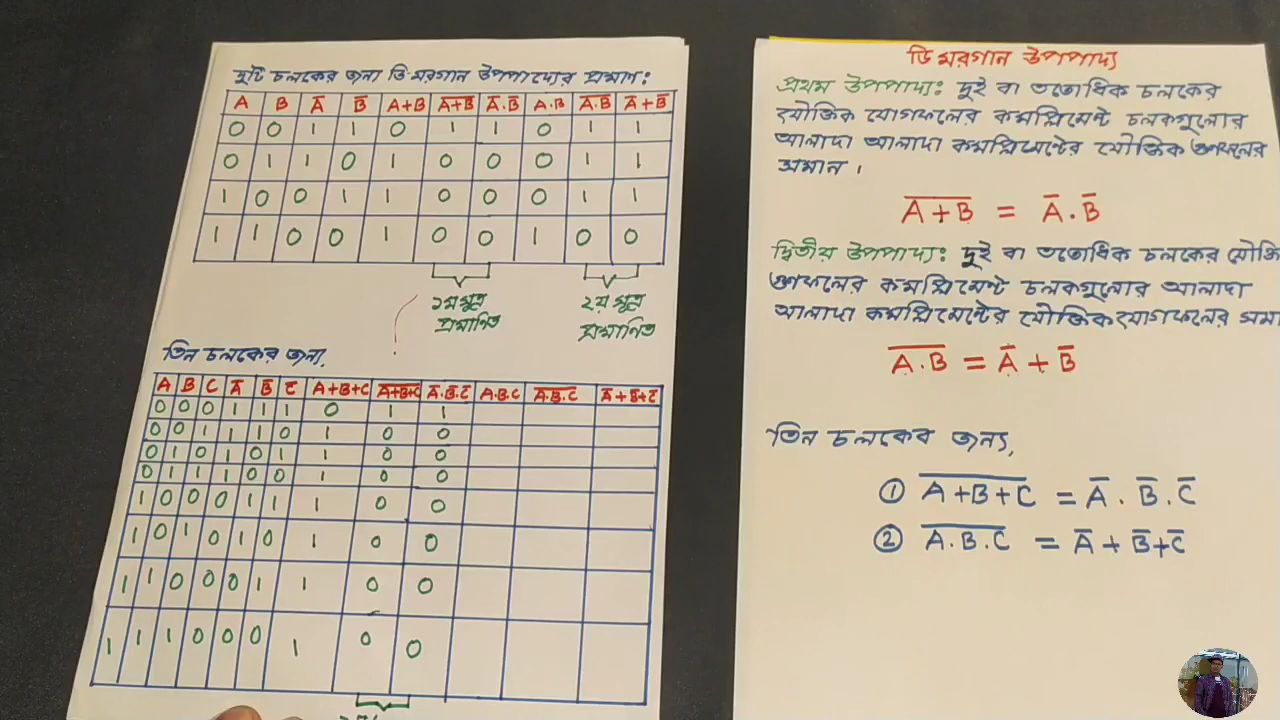 দুটি চলকের জন্য ডি মরগান উপপাদ্যের প্রমাণ:
A B A̅ B̅ A+B A̅+̅B̅ A̅.B̅ A.B A̅.̅B̅ A̅+B̅
0 0 1 1 0 1 1 0 1 1
0 1 1 0 1 0 0 0 1 1
1 0 0 1 1 0 0 0 1 1
1 1 0 0 1 0 0 1 0 0
১ম সূত্র প্রমাণিত
২য় সূত্র প্রমাণিত
তিন চলকের জন্য,
A B C A̅ B̅ C̅ A+B+C A̅+̅B̅+̅C̅ A̅.B̅.C̅ A.B.C A̅.̅B̅.̅C̅ A̅+B̅+C̅
0 0 0 1 1 1 0 1 1
0 0 1 1 1 0 1 0 0
0 1 0 1 0 1 1 0 0
0 1 1 1 0 0 1 0 0
1 0 0 0 1 1 1 0 0
1 0 1 0 1 0 1 0 0
1 1 0 0 0 1 1 0 0
1 1 1 0 0 0 1 0 0
ডি মরগান উপপাদ্য
প্রথম উপপাদ্য: দুই বা ততোধিক চলকের
যৌক্তিক যোগফলের কমপ্লিমেন্ট চলকগুলোর
আলাদা আলাদা কমপ্লিমেন্টের যৌক্তিক গুণফলের
সমান।
A̅+̅B̅ = A̅.B̅
দ্বিতীয় উপপাদ্য: দুই বা ততোধিক চলকের যৌক্তি
গুণফলের কমপ্লিমেন্ট চলকগুলোর আলাদা
আলাদা কমপ্লিমেন্টের যৌক্তিক যোগফলের সমা
A̅.̅B̅ = A̅ + B̅
তিন চলকের জন্য,
① A̅+̅B̅+̅C̅ = A̅.B̅.C̅
② A̅.̅B̅.̅C̅ = A̅+B̅+C̅